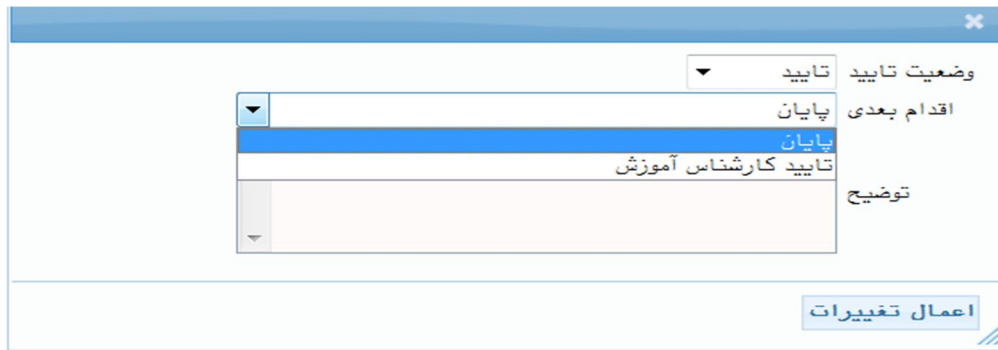 وضعیت تایید تایید
اقدام بعدی پایان
پایان
تایید کارشناس آموزش
توضیح
اعمال تغییرات